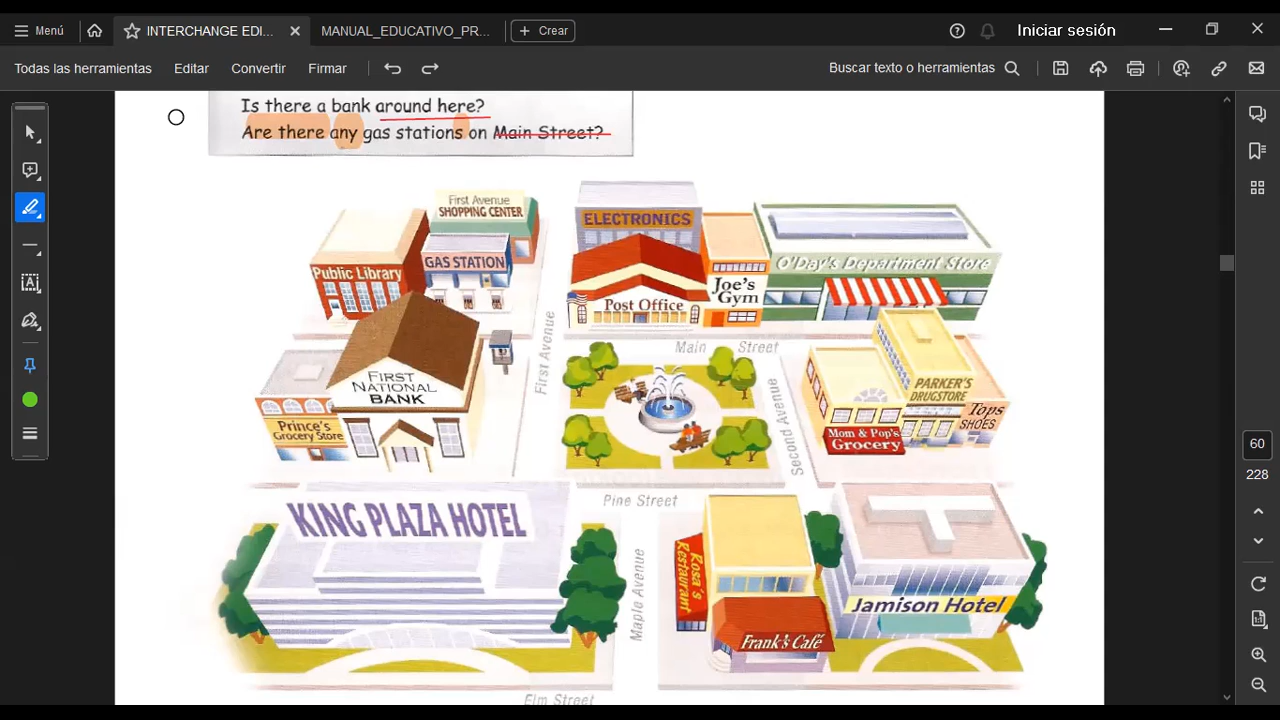 Menú
INTERCHANGE EDI...
MANUAL_EDUCATIVO_PR...
Crear
Iniciar sesión
Todas las herramientas
Editar
Convertir
Firmar
Buscar texto o herramientas
Is there a bank around here?
Are there any gas stations on Main Street?
First Avenue
SHOPPING CENTER
GAS STATION
Public Library
ELECTRONICS
Post Office
Joe's
Gym
O'Day's Department Store
First Avenue
Main Street
FIRST
NATIONAL
BANK
Prince's
Grocery Store
Second Avenue
PARKER'S
DRUGSTORE
Tops
SHOES
Mom & Pop's
Grocery
60
228
Pine Street
KING PLAZA HOTEL
Maple Avenue
Rosa's
Restaurant
Frank's Café
Jamison Hotel
Elm Street